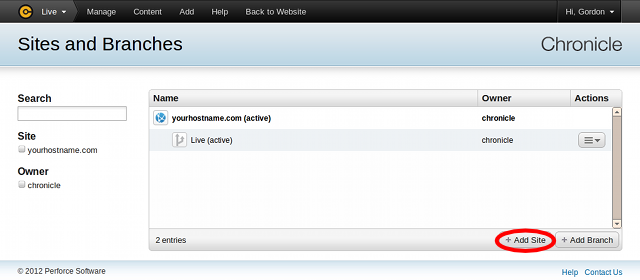 Live Manage Content Add Help Back to Website Hi, Gordon
Sites and Branches Chronicle
Search
Site
yourhostname.com
Owner
chronicle
Name Owner Actions
yourhostname.com (active) chronicle
Live (active) chronicle
2 entries + Add Site + Add Branch
© 2012 Perforce Software Help Contact Us